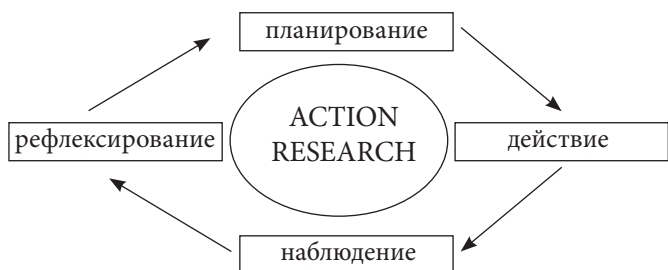 планирование
ACTION
RESEARCH
рефлексирование
действие
наблюдение